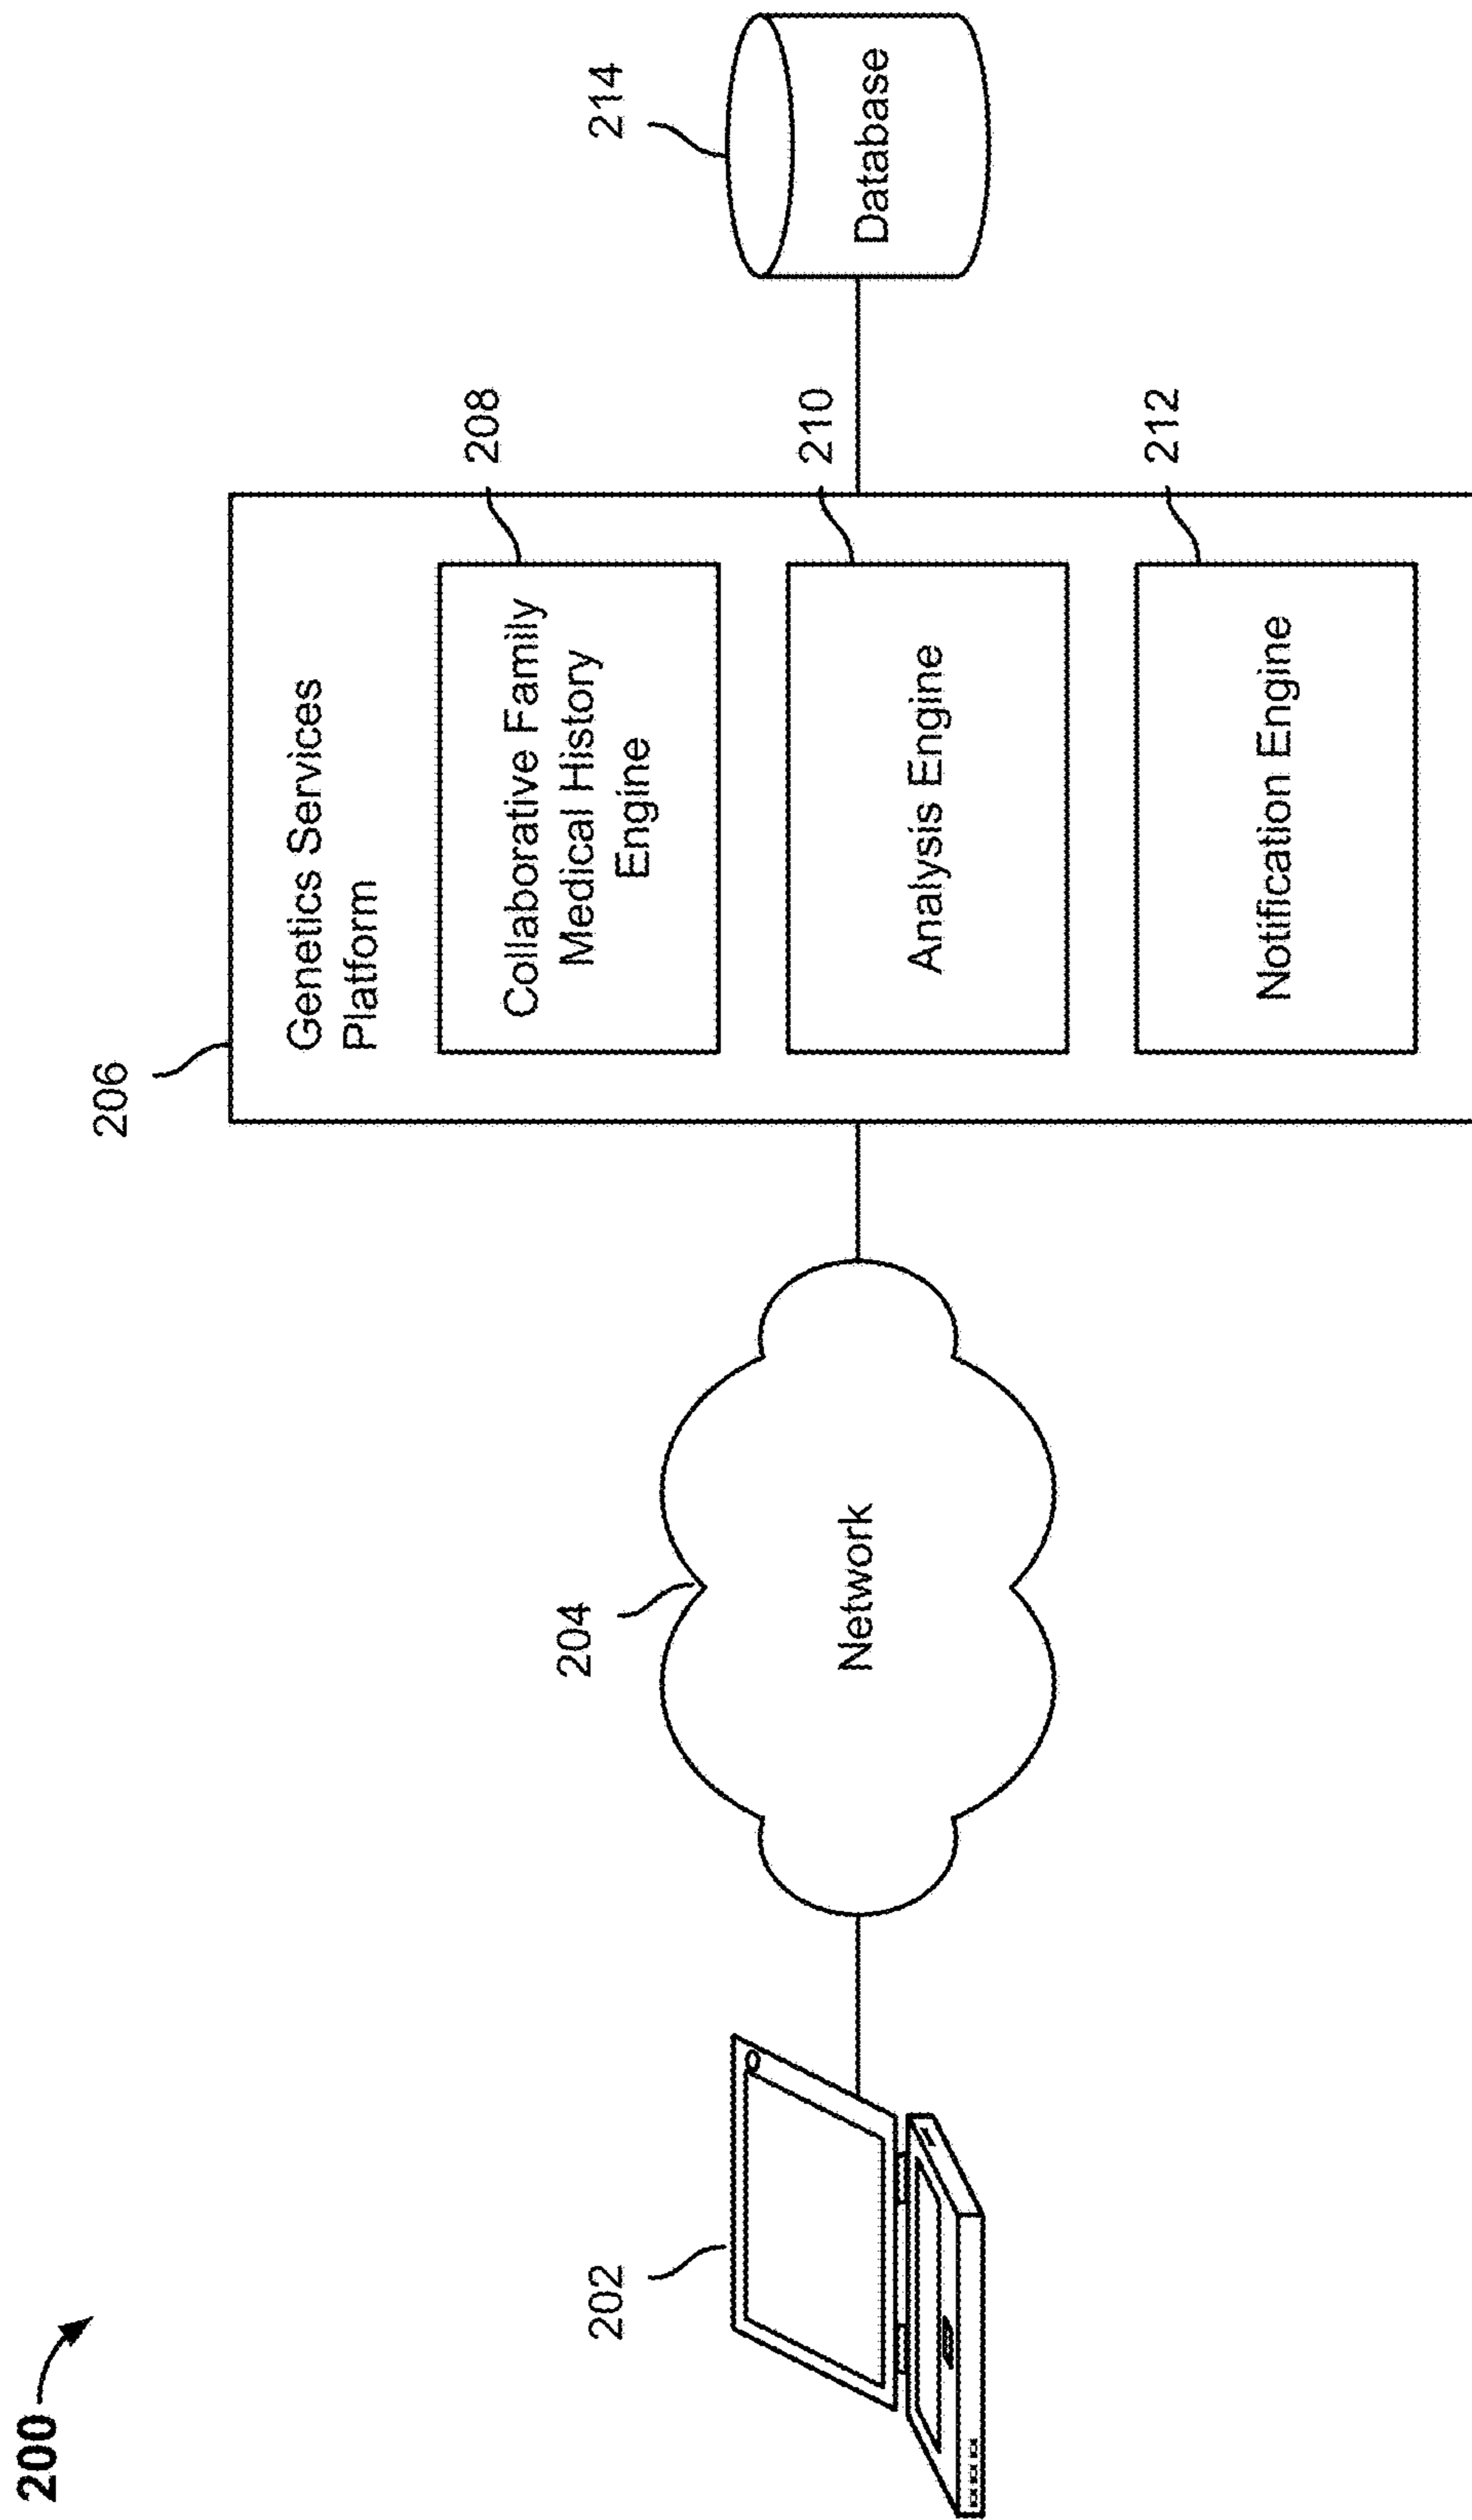 200
202
204
Network
206
Genetics Services
Platform
Collaborative Family
Medical History
Engine
208
Analysis Engine
210
Notification Engine
212
214
Database